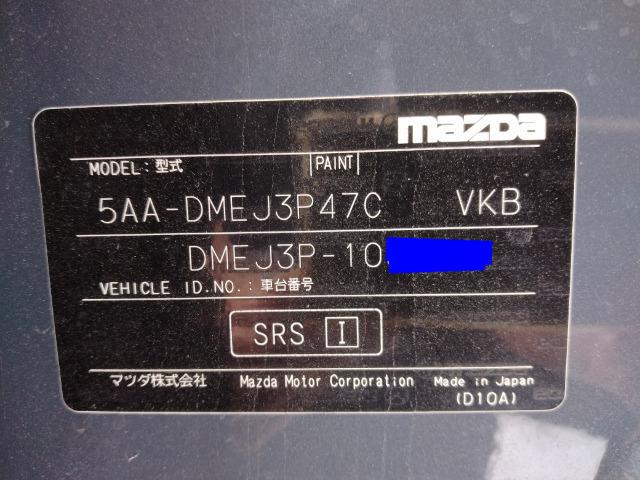 mazda
MODEL: 型式 PAINT
5AA-DMEJ3P47C VKB
DMEJ3P-10
VEHICLE ID.NO.: 車台番号
SRS I
マツダ株式会社 Mazda Motor Corporation Made in Japan
(D10A)